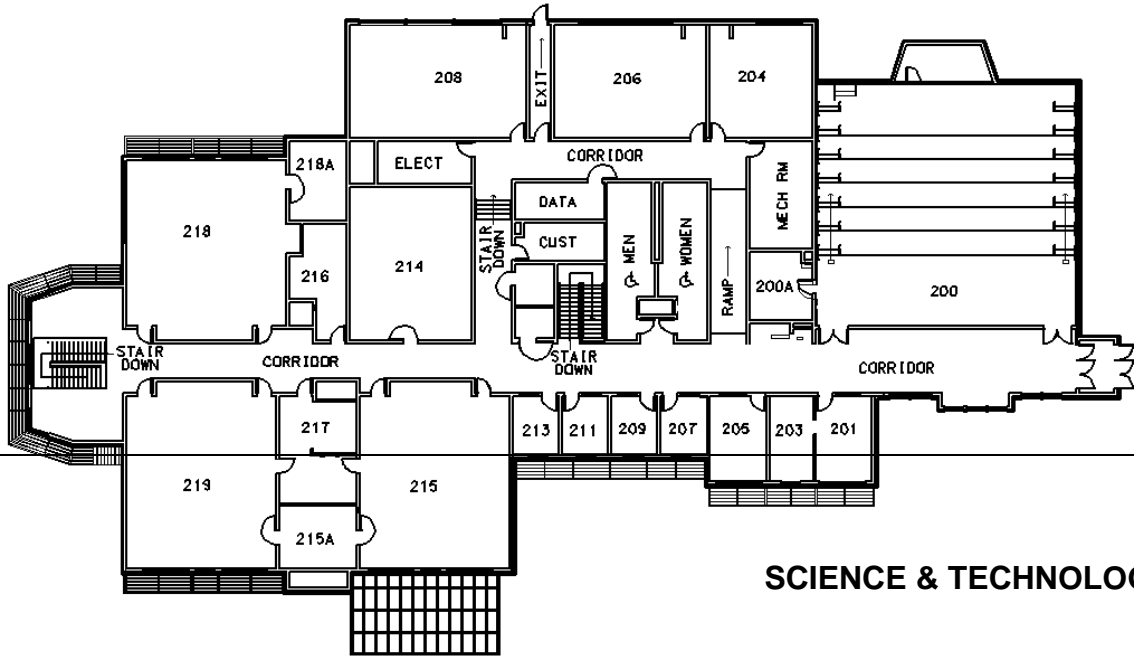 208
EXIT
206
204
218A
ELECT
CORRIDOR
MECH RM
DATA
218
STAIR
DOWN
CUST
MEN
WOMEN
216
214
RAMP
200A
200
STAIR
DOWN
CORRIDOR
STAIR
DOWN
CORRIDOR
217
213
211
209
207
205
203
201
219
215
215A
SCIENCE & TECHNOLOG